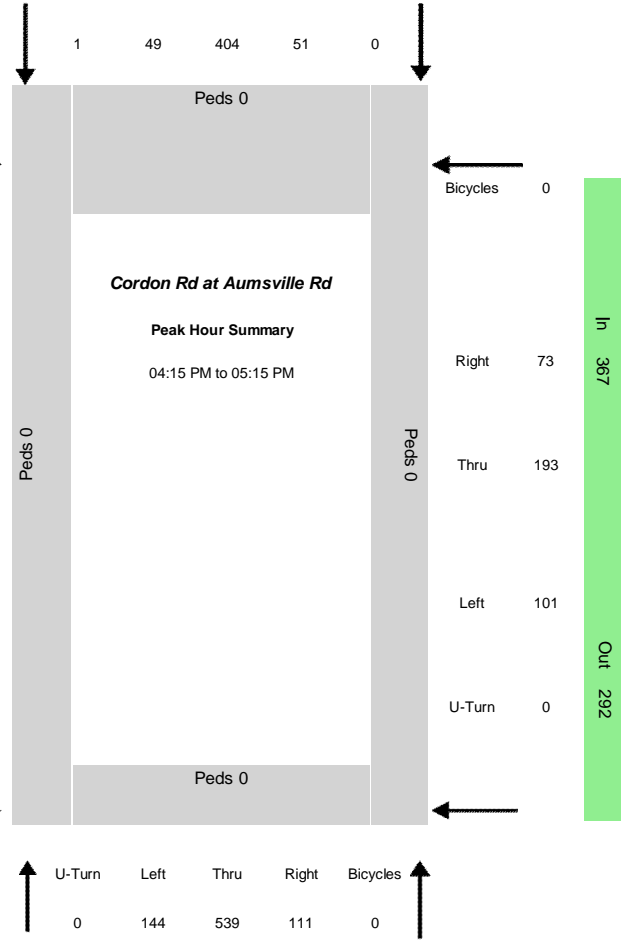 1 49 404 51 0
Peds 0
Bicycles 0
Cordon Rd at Aumsville Rd
Peak Hour Summary
04:15 PM to 05:15 PM
In 367
Right 73
Peds 0
Peds 0
Thru 193
Left 101
Out 292
U-Turn 0
Peds 0
U-Turn Left Thru Right Bicycles
0 144 539 111 0